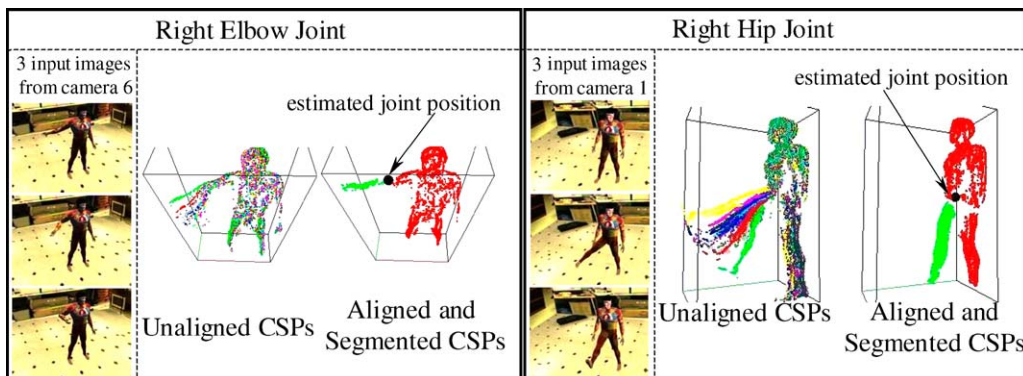 Right Elbow Joint
3 input images
from camera 6
estimated joint position
Unaligned CSPs
Aligned and
Segmented CSPs
Right Hip Joint
3 input images
from camera 1
estimated joint
position
Unaligned CSPs
Aligned and
Segmented CSPs